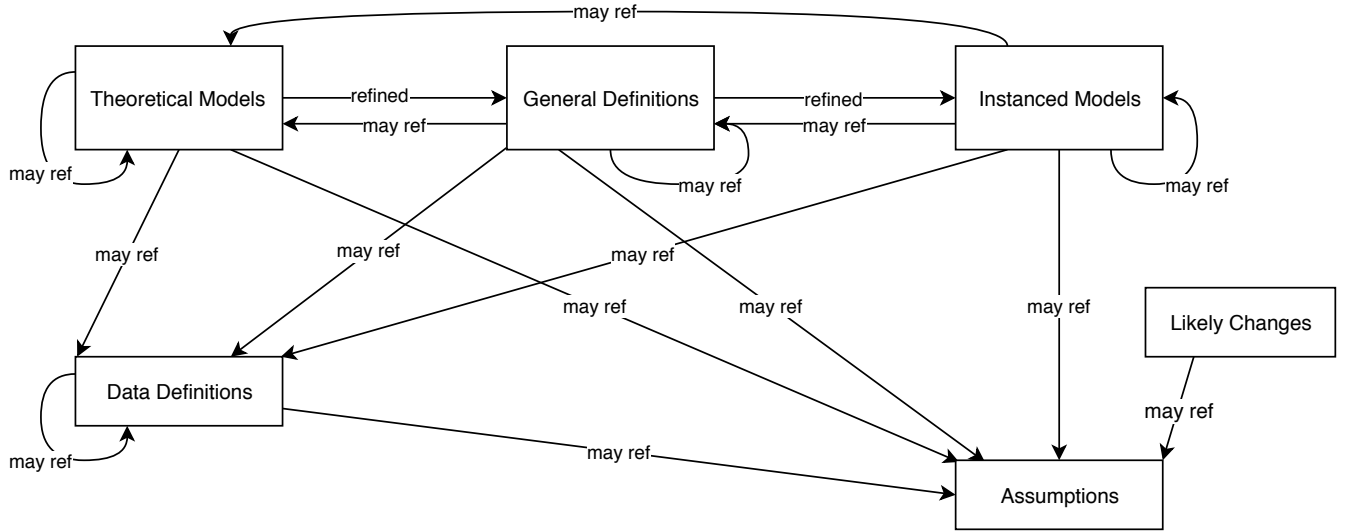 may ref
Theoretical Models
refined
General Definitions
refined
Instanced Models
may ref
may ref
may ref
may ref
may ref
may ref
may ref
may ref
may ref
may ref
may ref
may ref
Likely Changes
Data Definitions
may ref
may ref
may ref
Assumptions